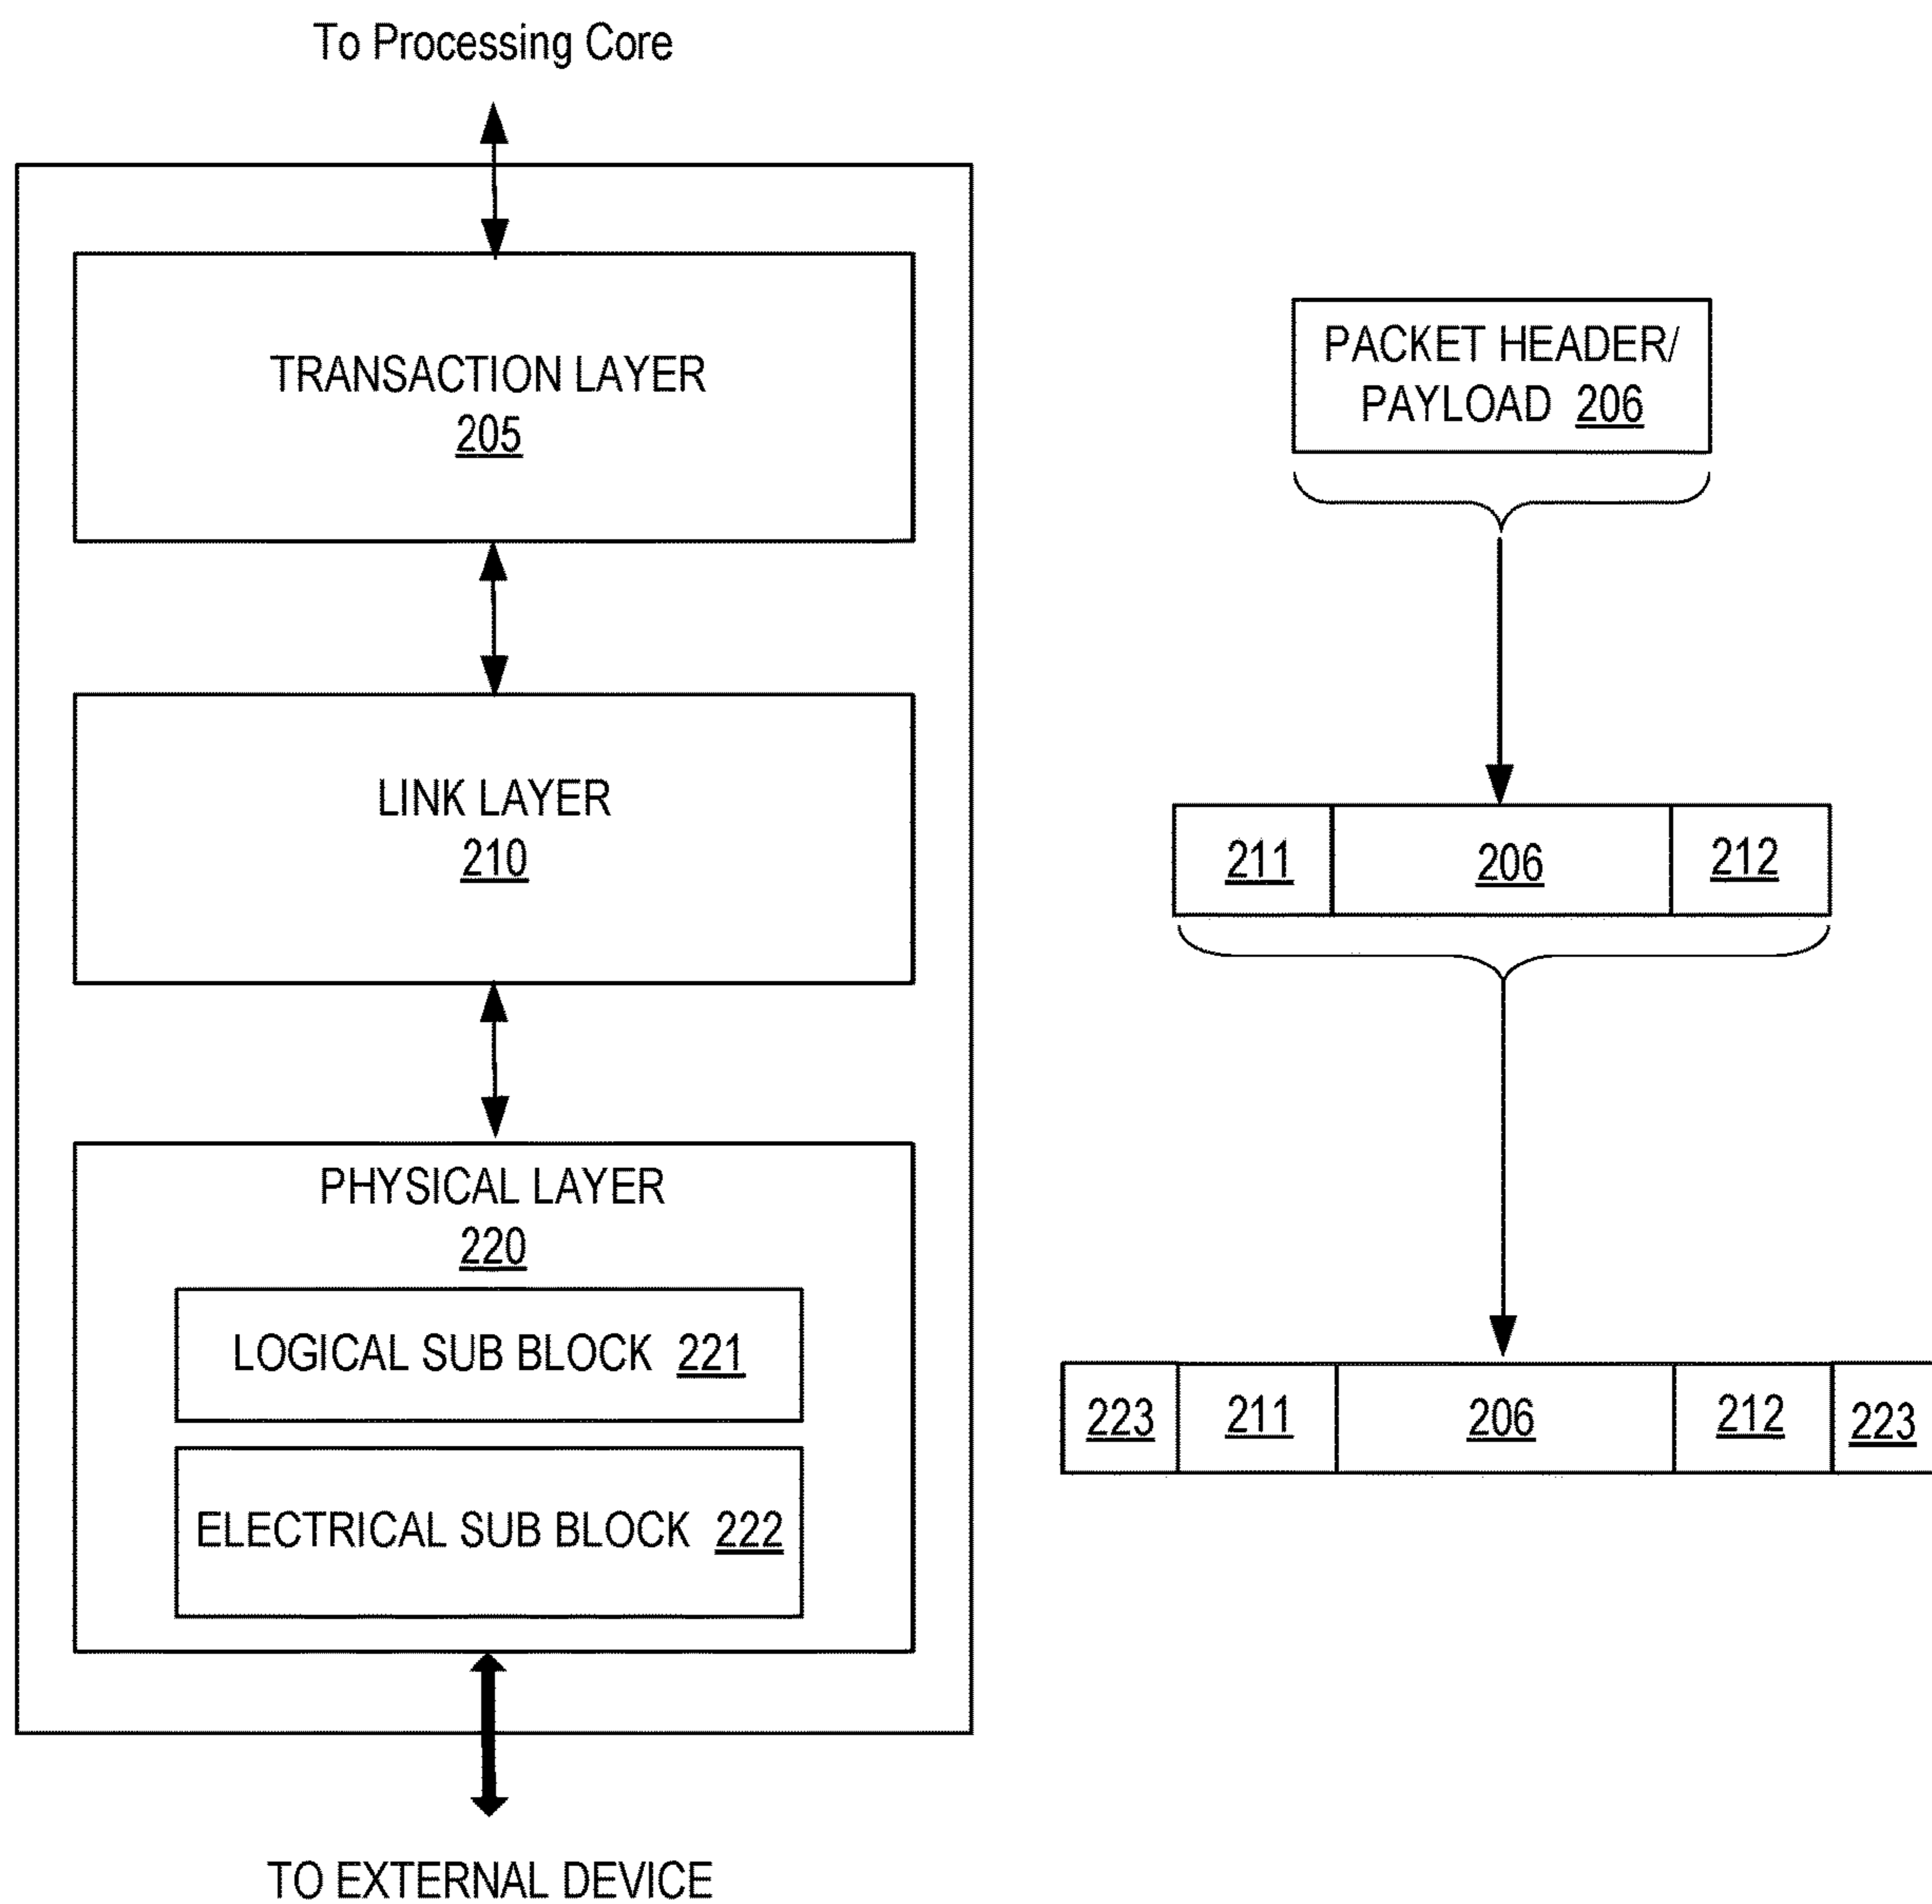 To Processing Core
TRANSACTION LAYER
205
LINK LAYER
210
PHYSICAL LAYER
220
LOGICAL SUB BLOCK 221
ELECTRICAL SUB BLOCK 222
TO EXTERNAL DEVICE
PACKET HEADER/
PAYLOAD 206
211 206 212
223 211 206 212 223